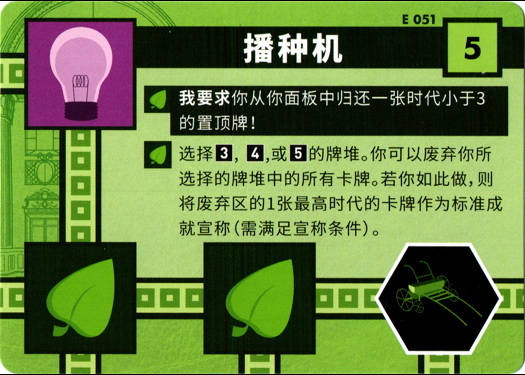 E 051
播种机
5
我要求你从你面板中归还一张时代小于3
的置顶牌！
选择 3, 4,或 5 的牌堆。你可以废弃你所
选择的牌堆中的所有卡牌。若你如此做,则
将废弃区的1张最高时代的卡牌作为标准成
就宣称(需满足宣称条件)。